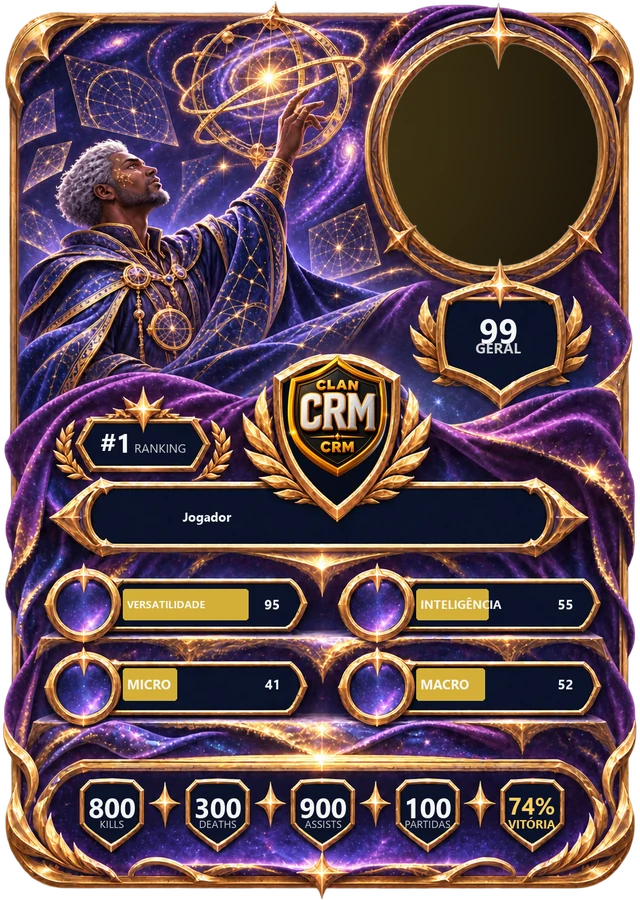 99
GERAL
CLAN
CRM
CRM
#1 RANKING
Jogador
VERSATILIDADE 95
INTELIGÊNCIA 55
MICRO 41
MACRO 52
800
KILLS
300
DEATHS
900
ASSISTS
100
PARTIDAS
74%
VITÓRIA